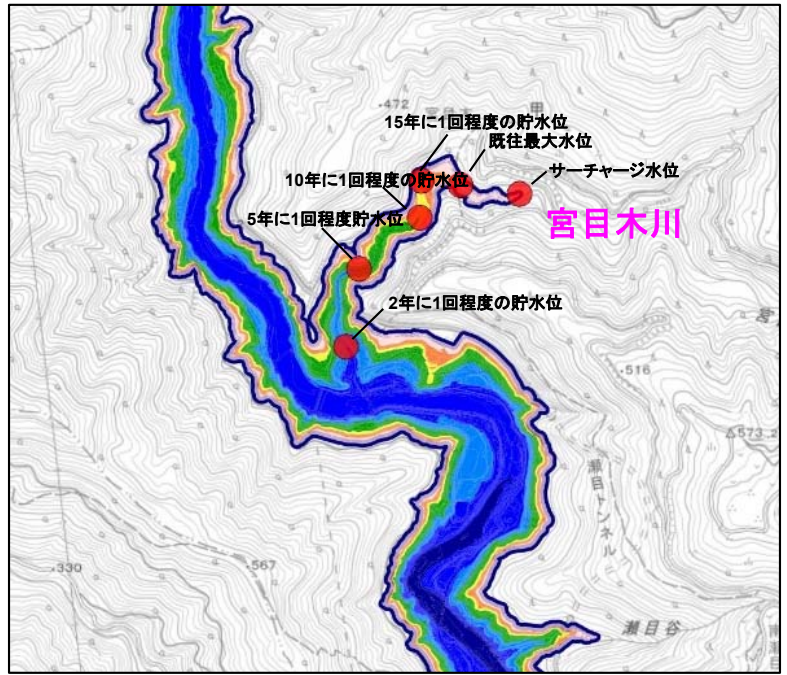 ・472
15年に1回程度の貯水位
既往最大水位
10年に1回程度の貯水位
サーチャージ水位
5年に1回程度貯水位
宮目木川
2年に1回程度の貯水位
宮
・516
△573.2
瀬目トンネル
・330
・567
瀬目谷